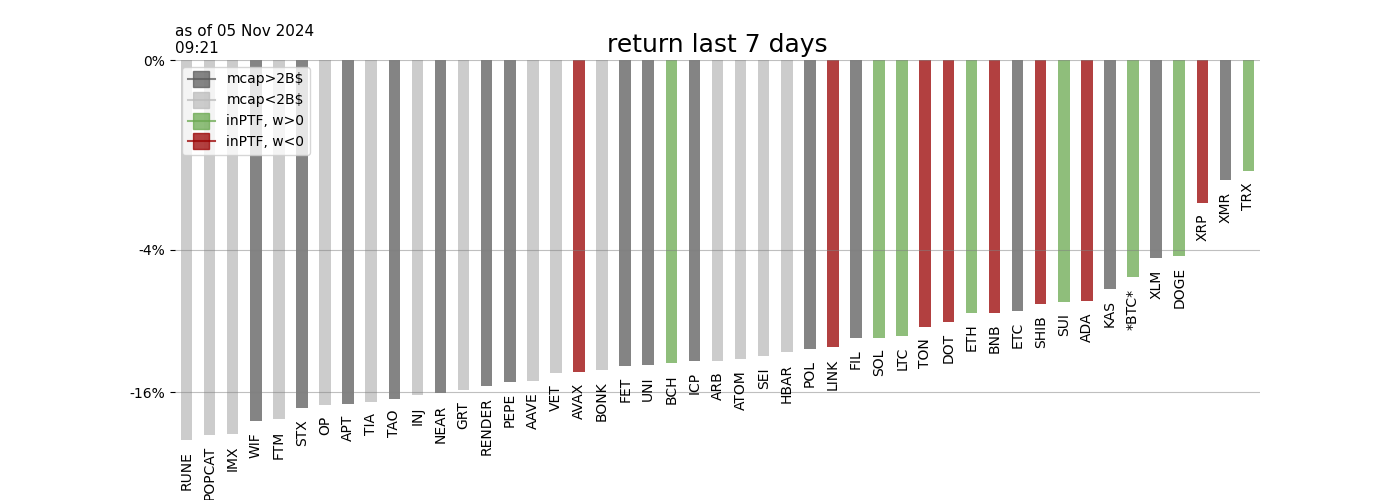 as of 05 Nov 2024
09:21
return last 7 days
0%
mcap>2B$
mcap<2B$
inPTF, w>0
inPTF, w<0
-4%
-16%
RUNE
POPCAT
IMX
WIF
FTM
STX
OP
APT
TIA
TAO
INJ
NEAR
GRT
RENDER
PEPE
AAVE
VET
AVAX
BONK
FET
UNI
BCH
ICP
ARB
ATOM
SEI
HBAR
POL
LINK
FIL
SOL
LTC
TON
DOT
ETH
BNB
ETC
SHIB
SUI
ADA
KAS
*BTC*
XLM
DOGE
XRP
XMR
TRX